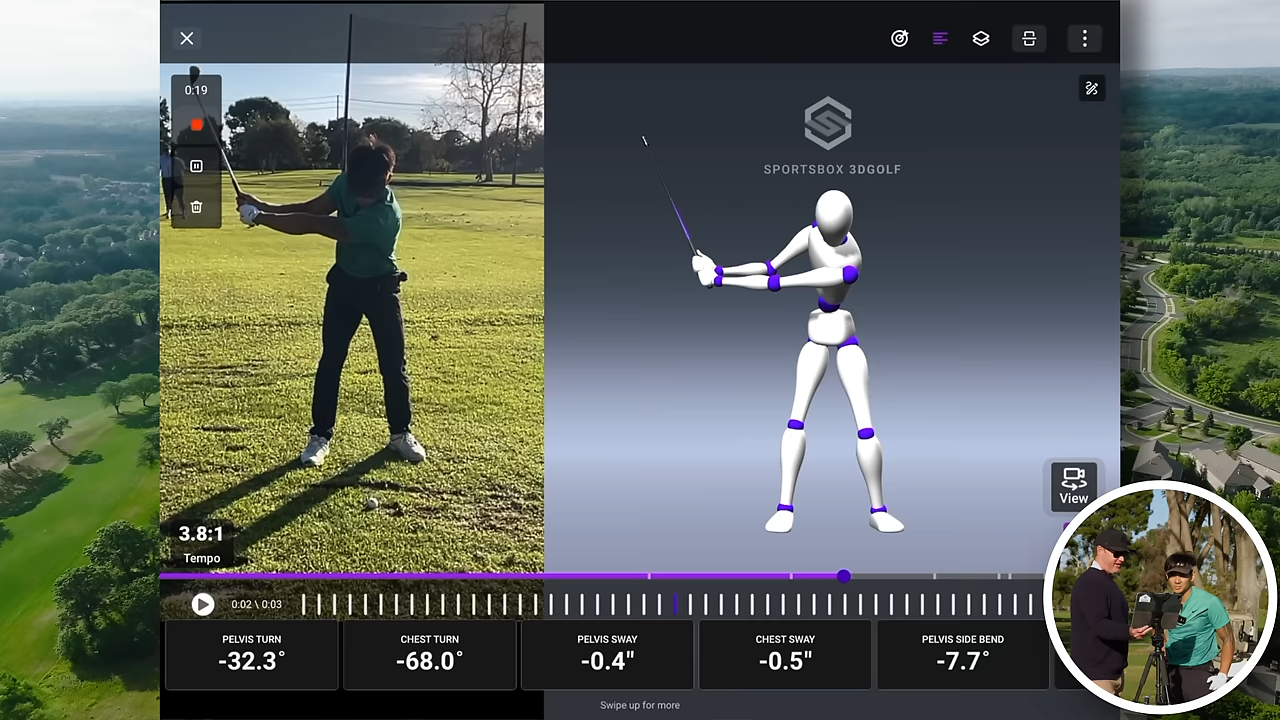 0:19
SPORTSBOX 3DGOLF
View
3.8:1
Tempo
0:02 \ 0:03
PELVIS TURN
-32.3°
CHEST TURN
-68.0°
PELVIS SWAY
-0.4"
CHEST SWAY
-0.5"
PELVIS SIDE BEND
-7.7°
Swipe up for more